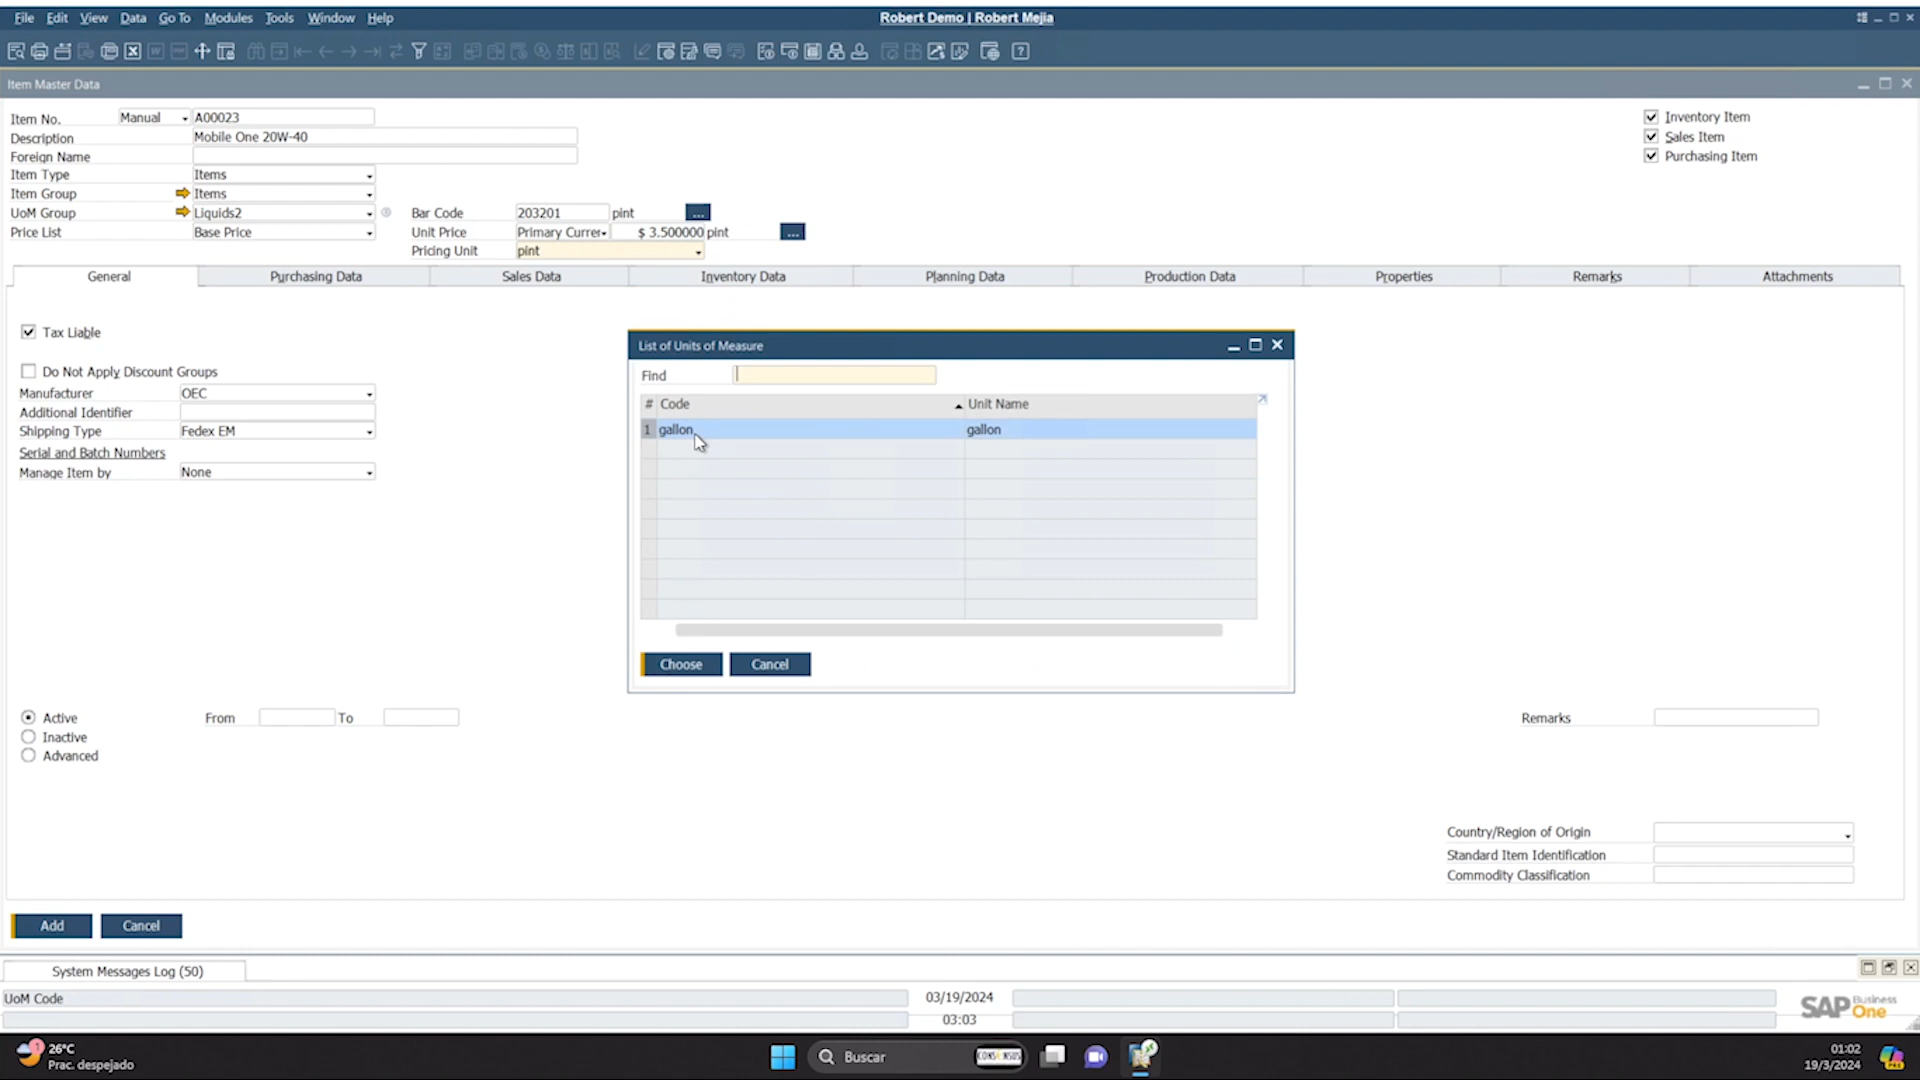 File Edit View Data Go To Modules Tools Window Help
Robert Demo | Robert Mejia
Item Master Data
Item No. Manual A00023
Description Mobile One 20W-40
Foreign Name
Item Type Items
Item Group Items
UoM Group Liquids2 Bar Code 203201 pint ...
Price List Base Price Unit Price Primary Currer $ 3.500000 pint ...
Pricing Unit pint
Inventory Item
Sales Item
Purchasing Item
General Purchasing Data Sales Data Inventory Data Planning Data Production Data Properties Remarks Attachments
Tax Liable
Do Not Apply Discount Groups
Manufacturer OEC
Additional Identifier
Shipping Type Fedex EM
Serial and Batch Numbers
Manage Item by None
List of Units of Measure
Find
# Code Unit Name
1 gallon gallon
Choose Cancel
Active From To Remarks
Inactive
Advanced
Country/Region of Origin
Standard Item Identification
Commodity Classification
Add Cancel
System Messages Log (50)
UoM Code 03/19/2024
03:03
SAP Business One
1
26°C
Prac. despejado
Buscar
CONSENSUS
01:02
19/3/2024
PRE